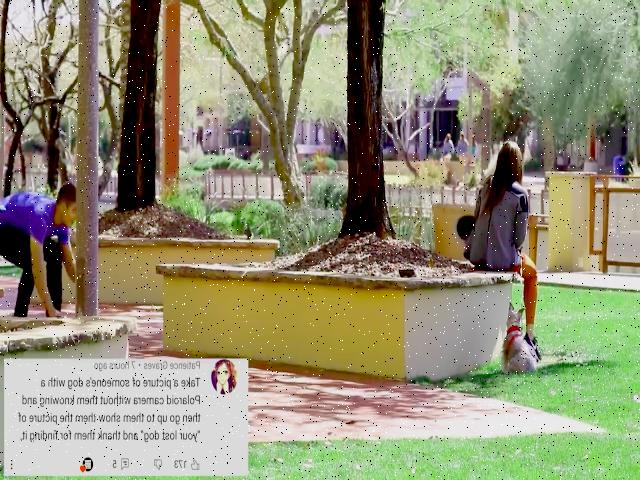 Patience Graves • 7 hours ago
Take a picture of someone's dog with a
Polaroid camera without them knowing and
then go up to them show them the picture of
"your lost dog" and thank them for finding it.
173 5